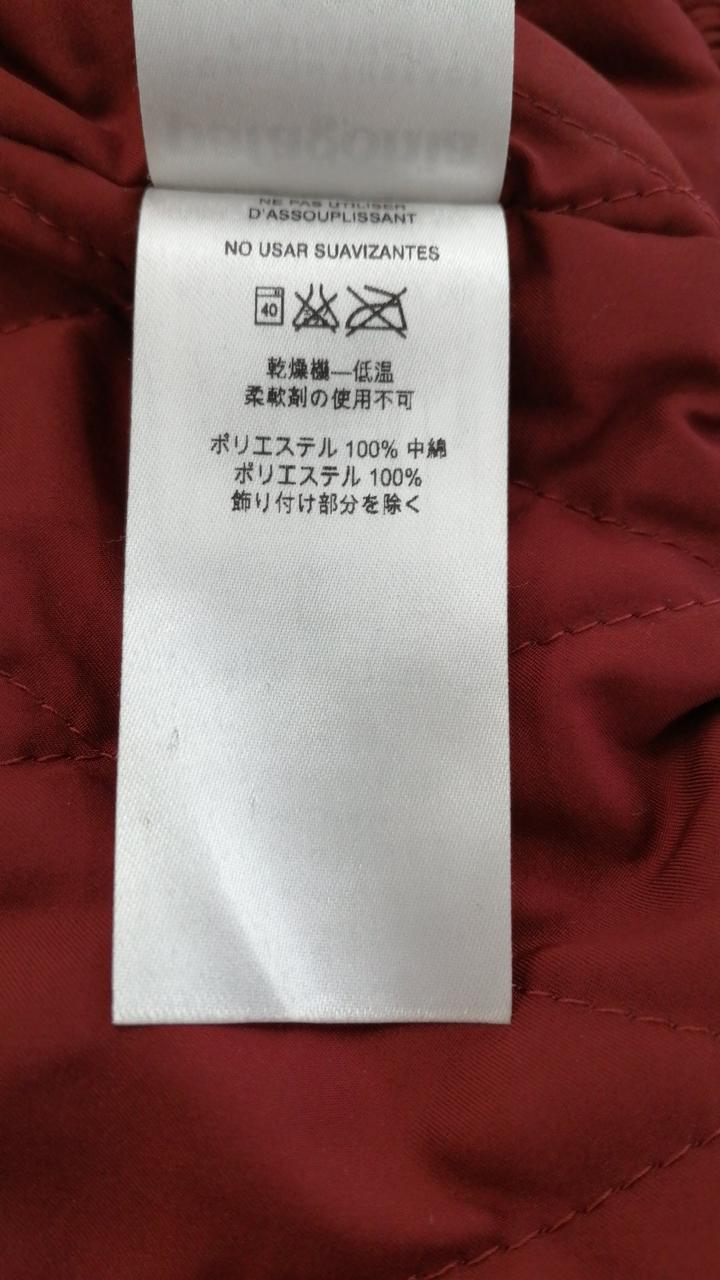 patagonia
NE PAS UTILISER
D'ASSOUPLISSANT
NO USAR SUAVIZANTES
40
乾燥機—低温
柔軟剤の使用不可
ポリエステル 100% 中綿
ポリエステル 100%
飾り付け部分を除く